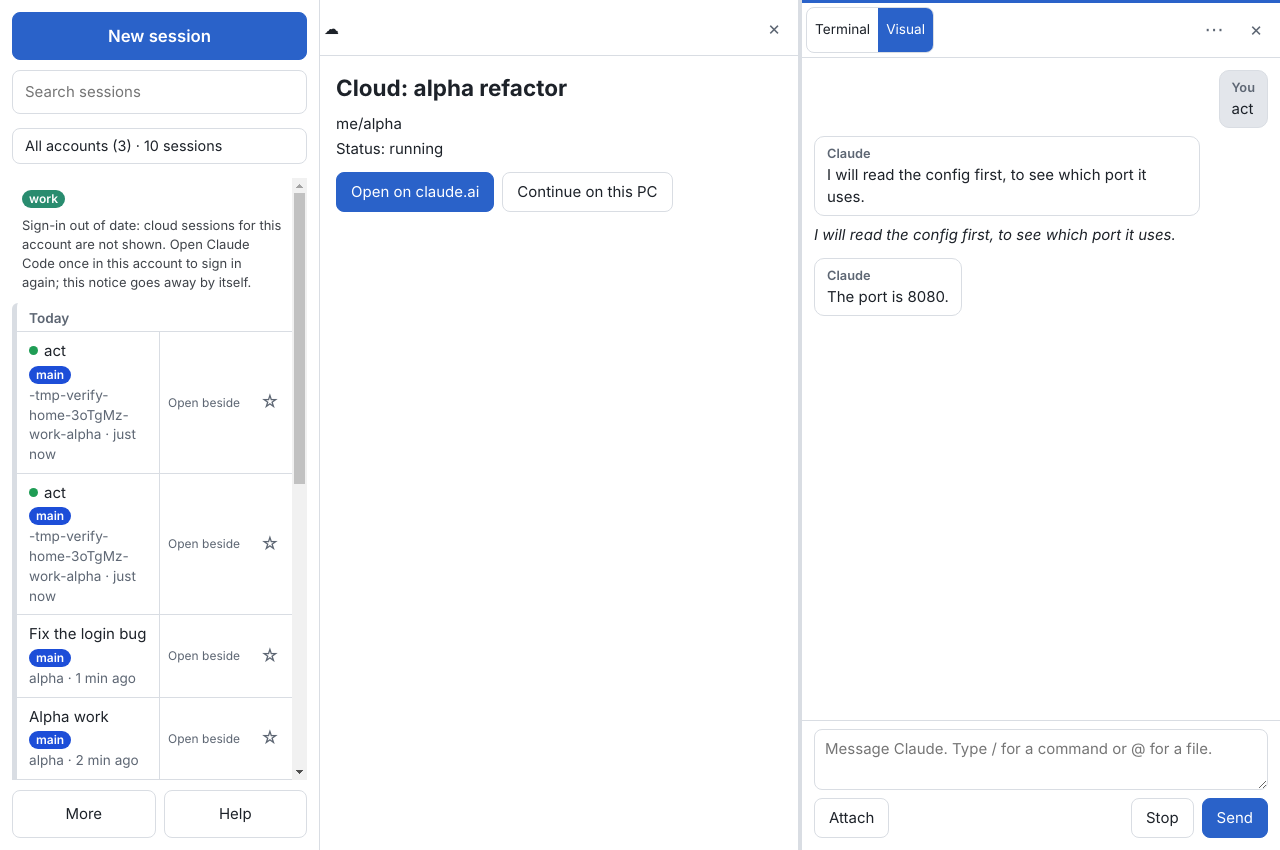 New session
Search sessions
All accounts (3) · 10 sessions
work
Sign-in out of date: cloud sessions for this
account are not shown. Open Claude
Code once in this account to sign in
again; this notice goes away by itself.
Today
act
main
-tmp-verify-
home-3oTgMz-
work-alpha · just
now
Open beside
act
main
-tmp-verify-
home-3oTgMz-
work-alpha · just
now
Open beside
Fix the login bug
main
alpha · 1 min ago
Open beside
Alpha work
main
alpha · 2 min ago
Open beside
More
Help
Cloud: alpha refactor
me/alpha
Status: running
Open on claude.ai
Continue on this PC
Terminal
Visual
You
act
Claude
I will read the config first, to see which port it
uses.
I will read the config first, to see which port it uses.
Claude
The port is 8080.
Message Claude. Type / for a command or @ for a file.
Attach
Stop
Send